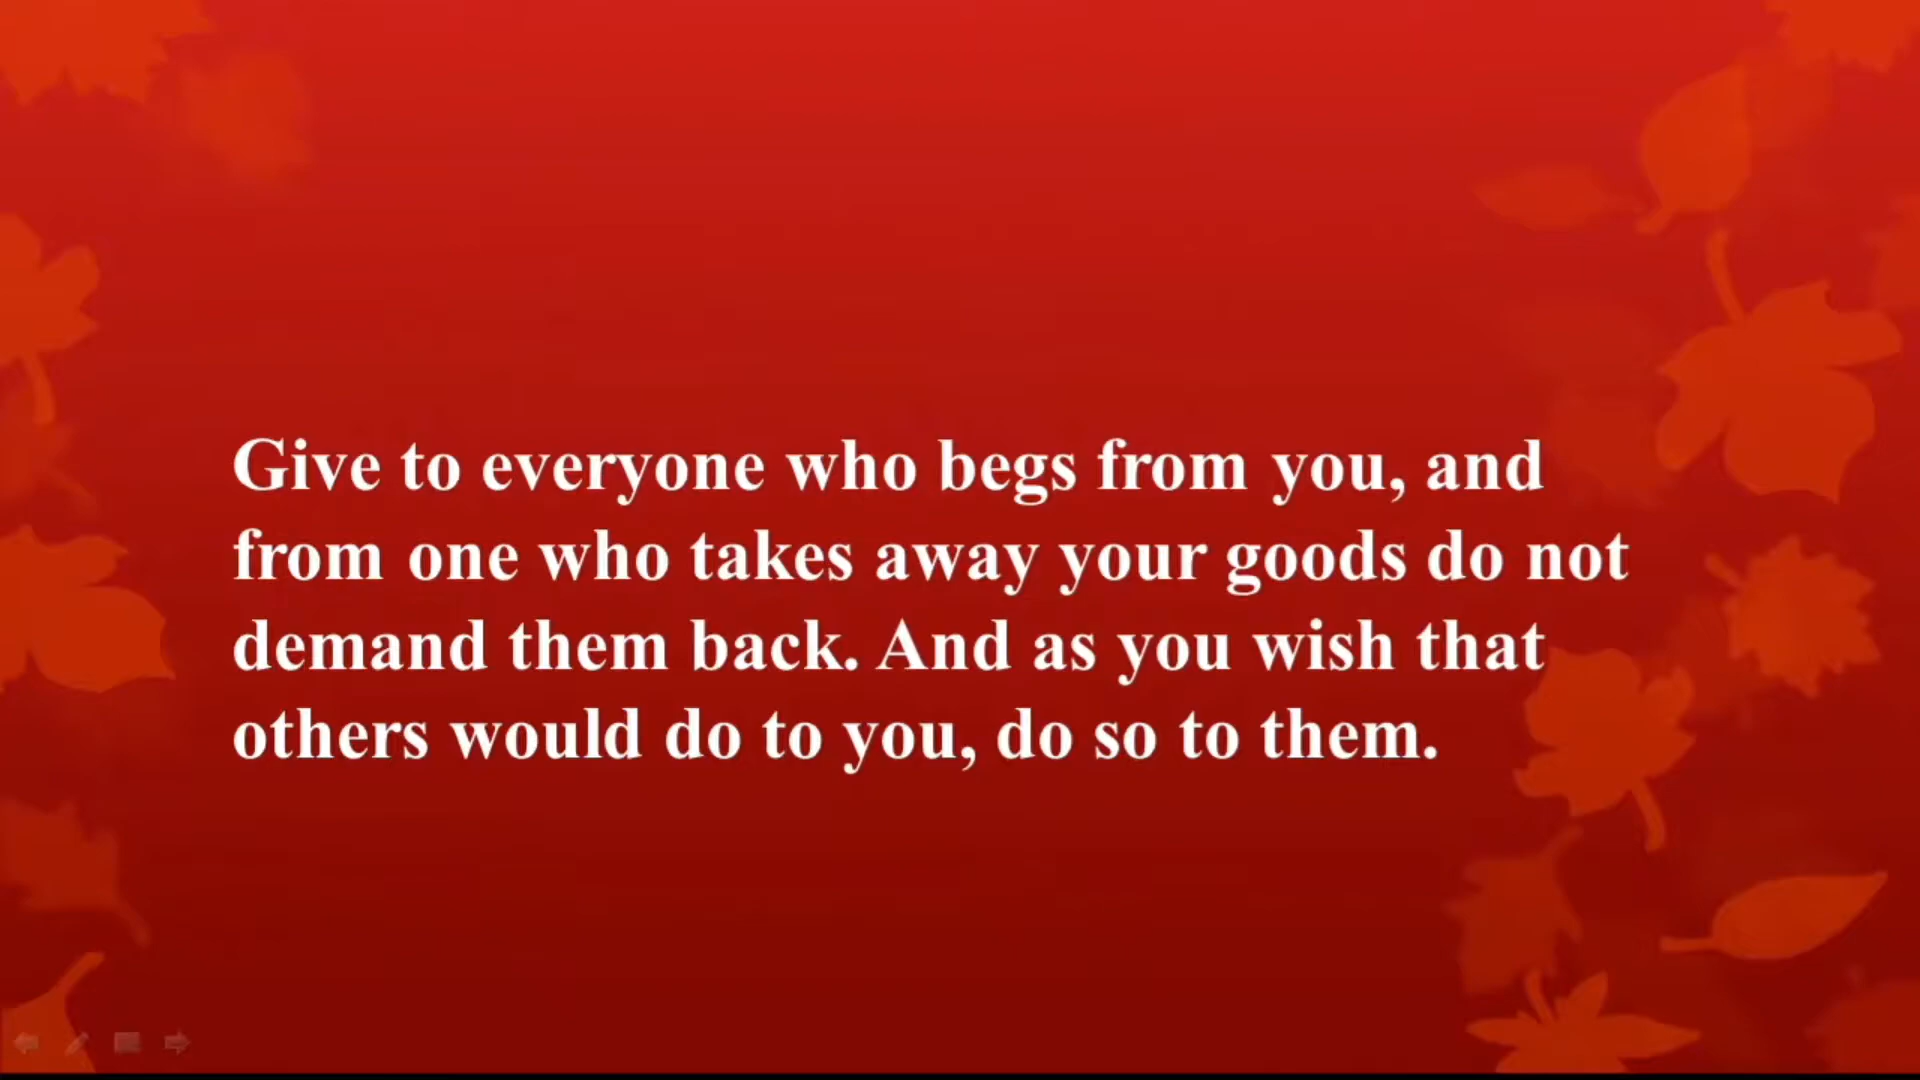 Give to everyone who begs from you, and
from one who takes away your goods do not
demand them back. And as you wish that
others would do to you, do so to them.